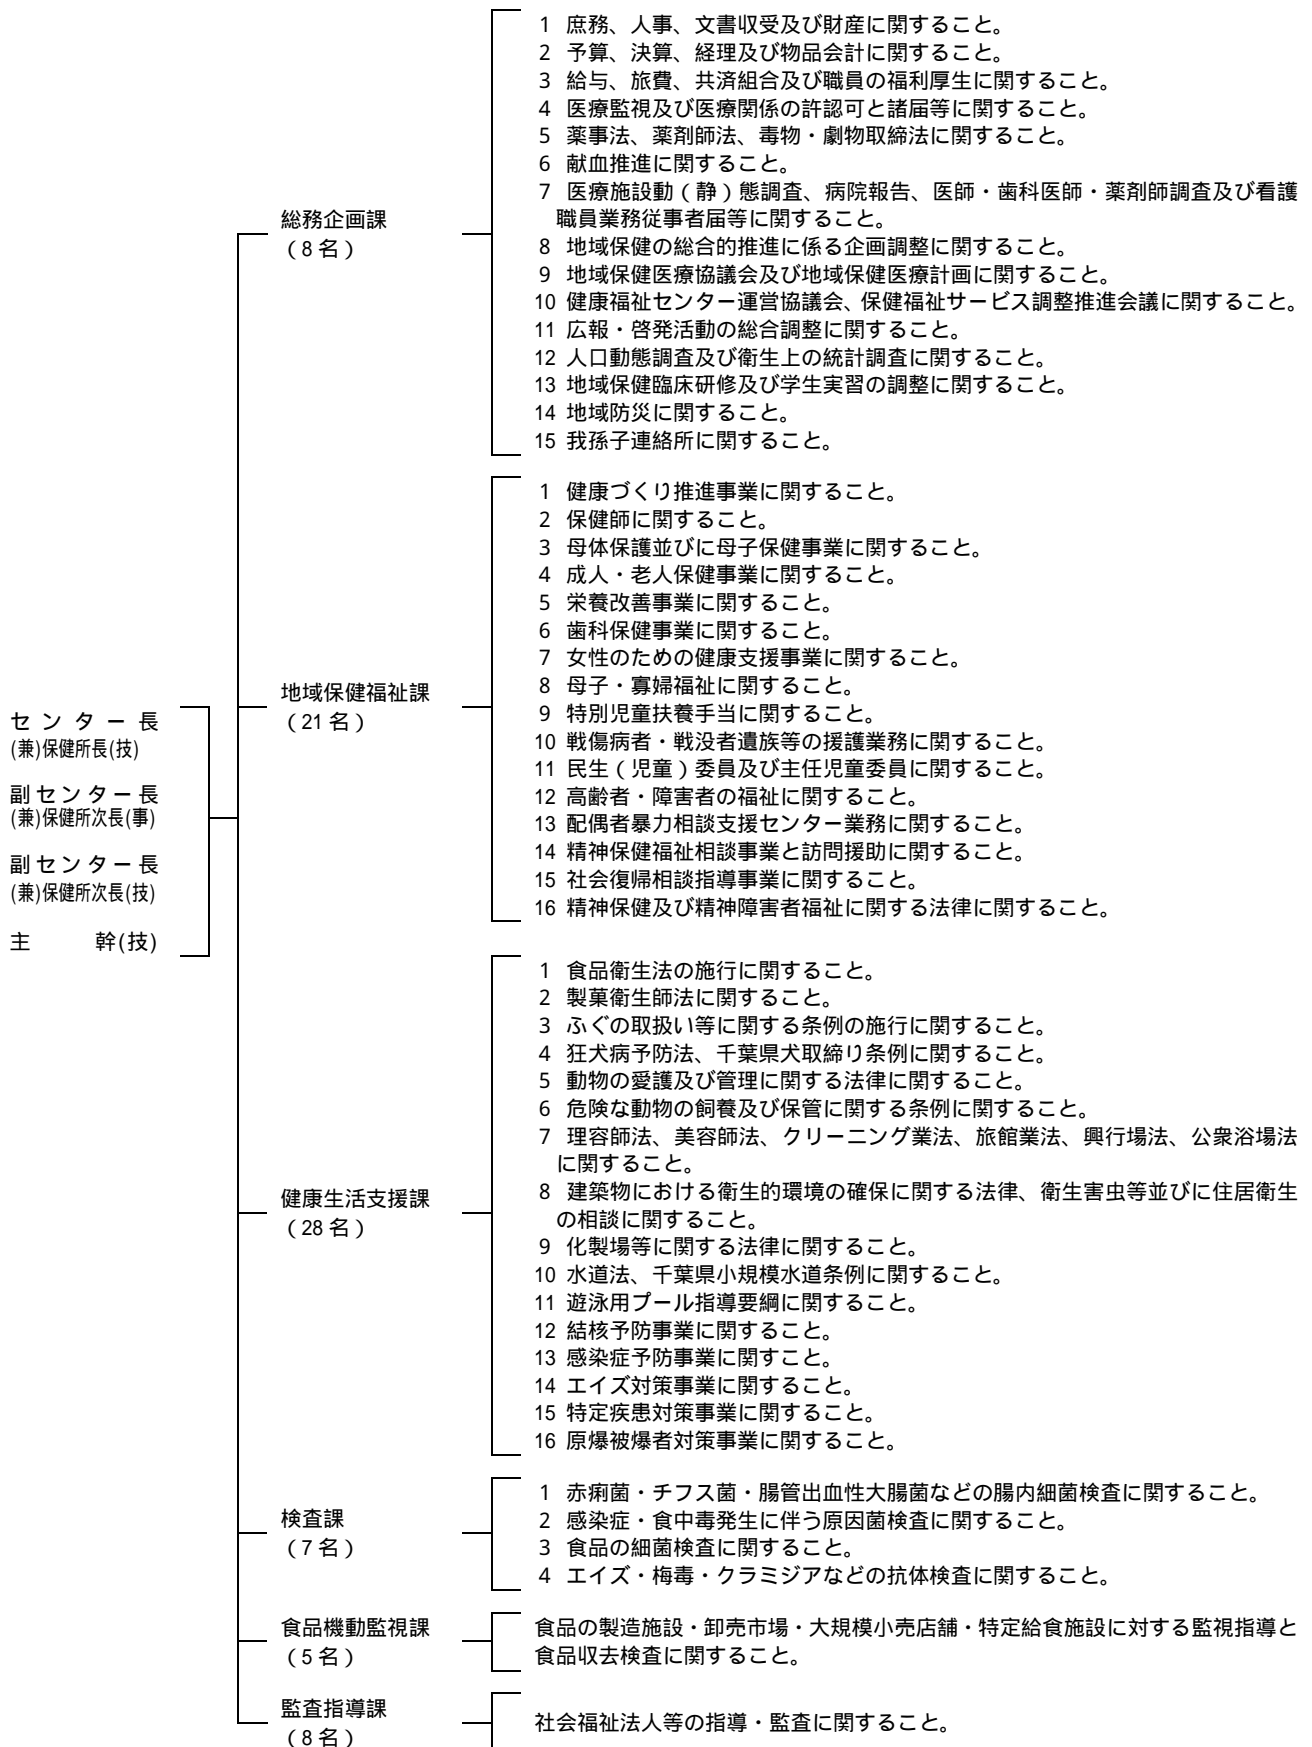 センター長
(兼)保健所長(技)
副センター長
(兼)保健所次長(事)
副センター長
(兼)保健所次長(技)
主　　幹(技)
総務企画課
（8名）
1 庶務、人事、文書収受及び財産に関すること。
2 予算、決算、経理及び物品会計に関すること。
3 給与、旅費、共済組合及び職員の福利厚生に関すること。
4 医療監視及び医療関係の許認可と諸届等に関すること。
5 薬事法、薬剤師法、毒物・劇物取締法に関すること。
6 献血推進に関すること。
7 医療施設動（静）態調査、病院報告、医師・歯科医師・薬剤師調査及び看護
職員業務従事者届等に関すること。
8 地域保健の総合的推進に係る企画調整に関すること。
9 地域保健医療協議会及び地域保健医療計画に関すること。
10 健康福祉センター運営協議会、保健福祉サービス調整推進会議に関すること。
11 広報・啓発活動の総合調整に関すること。
12 人口動態調査及び衛生上の統計調査に関すること。
13 地域保健臨床研修及び学生実習の調整に関すること。
14 地域防災に関すること。
15 我孫子連絡所に関すること。
地域保健福祉課
（21名）
1 健康づくり推進事業に関すること。
2 保健師に関すること。
3 母体保護並びに母子保健事業に関すること。
4 成人・老人保健事業に関すること。
5 栄養改善事業に関すること。
6 歯科保健事業に関すること。
7 女性のための健康支援事業に関すること。
8 母子・寡婦福祉に関すること。
9 特別児童扶養手当に関すること。
10 戦傷病者・戦没者遺族等の援護業務に関すること。
11 民生（児童）委員及び主任児童委員に関すること。
12 高齢者・障害者の福祉に関すること。
13 配偶者暴力相談支援センター業務に関すること。
14 精神保健福祉相談事業と訪問援助に関すること。
15 社会復帰相談指導事業に関すること。
16 精神保健及び精神障害者福祉に関する法律に関すること。
健康生活支援課
（28名）
1 食品衛生法の施行に関すること。
2 製菓衛生師法に関すること。
3 ふぐの取扱い等に関する条例の施行に関すること。
4 狂犬病予防法、千葉県犬取締り条例に関すること。
5 動物の愛護及び管理に関する法律に関すること。
6 危険な動物の飼養及び保管に関する条例に関すること。
7 理容師法、美容師法、クリーニング業法、旅館業法、興行場法、公衆浴場法
に関すること。
8 建築物における衛生的環境の確保に関する法律、衛生害虫等並びに住居衛生
の相談に関すること。
9 化製場等に関する法律に関すること。
10 水道法、千葉県小規模水道条例に関すること。
11 遊泳用プール指導要綱に関すること。
12 結核予防事業に関すること。
13 感染症予防事業に関すこと。
14 エイズ対策事業に関すること。
15 特定疾患対策事業に関すること。
16 原爆被爆者対策事業に関すること。
検査課
（7名）
1 赤痢菌・チフス菌・腸管出血性大腸菌などの腸内細菌検査に関すること。
2 感染症・食中毒発生に伴う原因菌検査に関すること。
3 食品の細菌検査に関すること。
4 エイズ・梅毒・クラミジアなどの抗体検査に関すること。
食品機動監視課
（5名）
食品の製造施設・卸売市場・大規模小売店舗・特定給食施設に対する監視指導と
食品収去検査に関すること。
監査指導課
（8名）
社会福祉法人等の指導・監査に関すること。